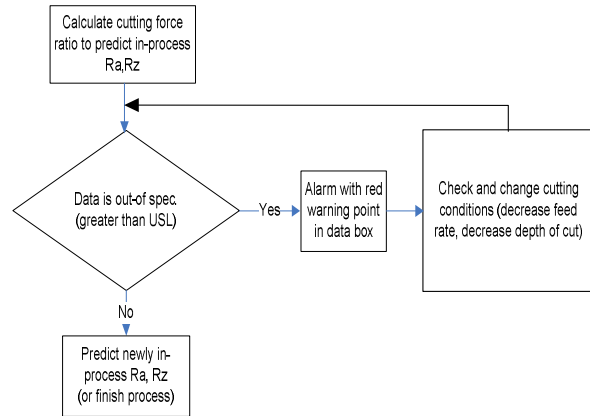 Calculate cutting force
ratio to predict in-process
Ra,Rz
Data is out-of spec.
(greater than USL)
Yes
Alarm with red
warning point
in data box
Check and change cutting
conditions (decrease feed
rate, decrease depth of cut)
No
Predict newly in-
process Ra, Rz
(or finish process)